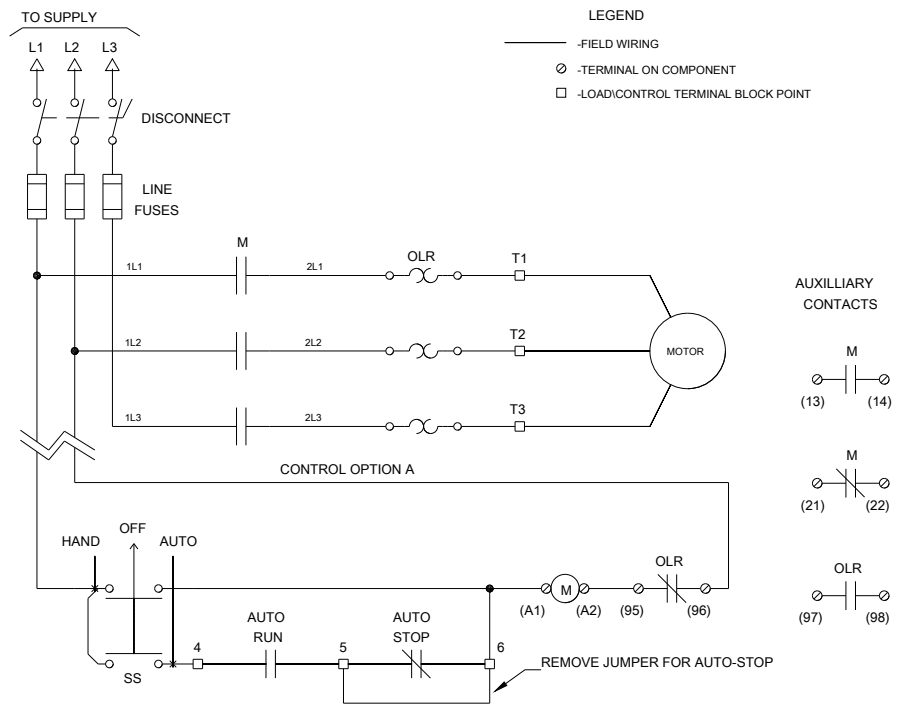 TO SUPPLY
L1 L2 L3
LEGEND
-FIELD WIRING
-TERMINAL ON COMPONENT
-LOAD\CONTROL TERMINAL BLOCK POINT
DISCONNECT
LINE
FUSES
M
1L1 2L1 OLR T1
1L2 2L2 T2
MOTOR
1L3 2L3 T3
AUXILLIARY
CONTACTS
M
(13) (14)
M
(21) (22)
OLR
(97) (98)
CONTROL OPTION A
HAND OFF AUTO
OLR
M
(A1) (A2) (95) (96)
AUTO
RUN
AUTO
STOP
4 5 6
SS
REMOVE JUMPER FOR AUTO-STOP